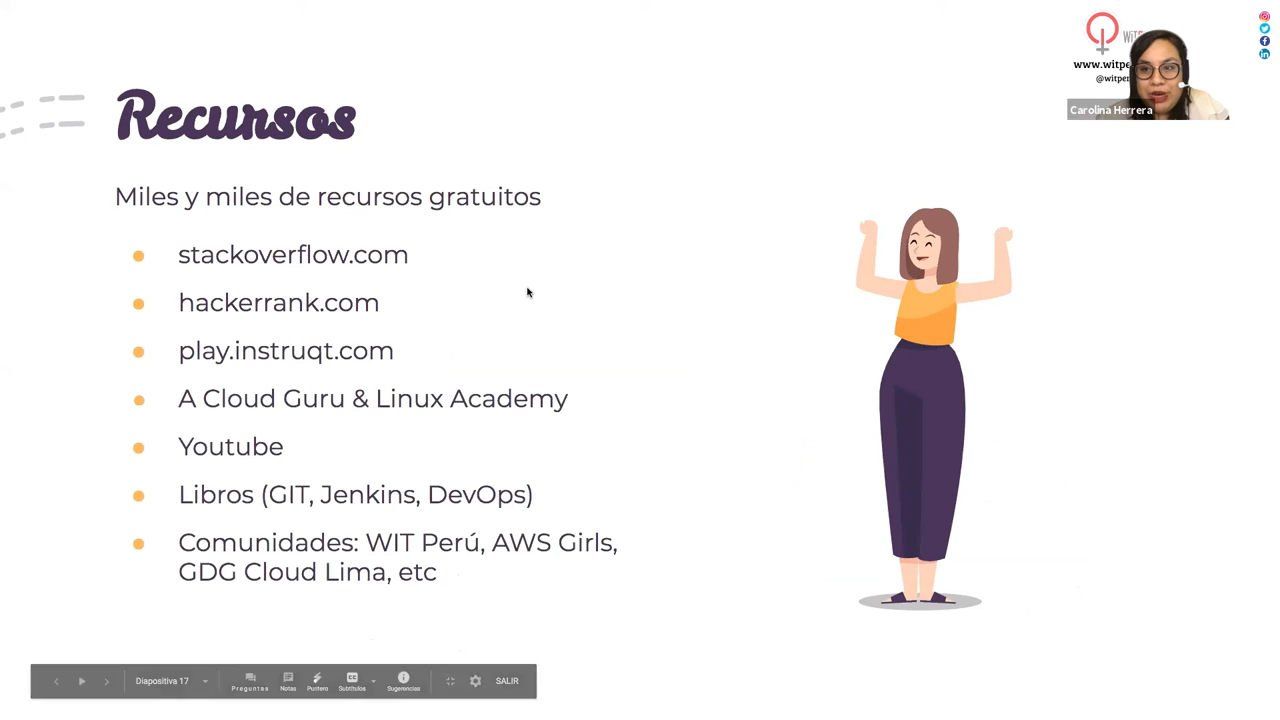 Recursos
Miles y miles de recursos gratuitos
stackoverflow.com
hackerrank.com
play.instruqt.com
A Cloud Guru & Linux Academy
Youtube
Libros (GIT, Jenkins, DevOps)
Comunidades: WIT Perú, AWS Girls,
GDG Cloud Lima, etc
Carolina Herrera
Diapositiva 17
Preguntas
Notas
Puntero
Subtítulos
Sugerencias
SALIR